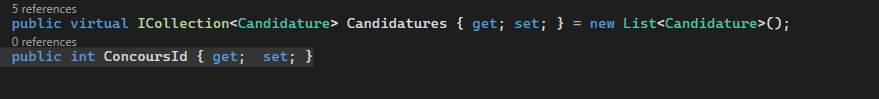 5 references
public virtual ICollection<Candidature> Candidatures { get; set; } = new List<Candidature>();
0 references
public int ConcoursId { get;  set; }